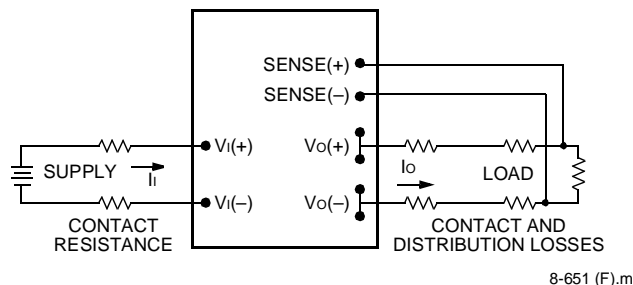 SENSE(+)
SENSE(–)
VI(+)
VO(+)
SUPPLY
II
IO
LOAD
VI(–)
VO(–)
CONTACT
RESISTANCE
CONTACT AND
DISTRIBUTION LOSSES
8-651 (F).m